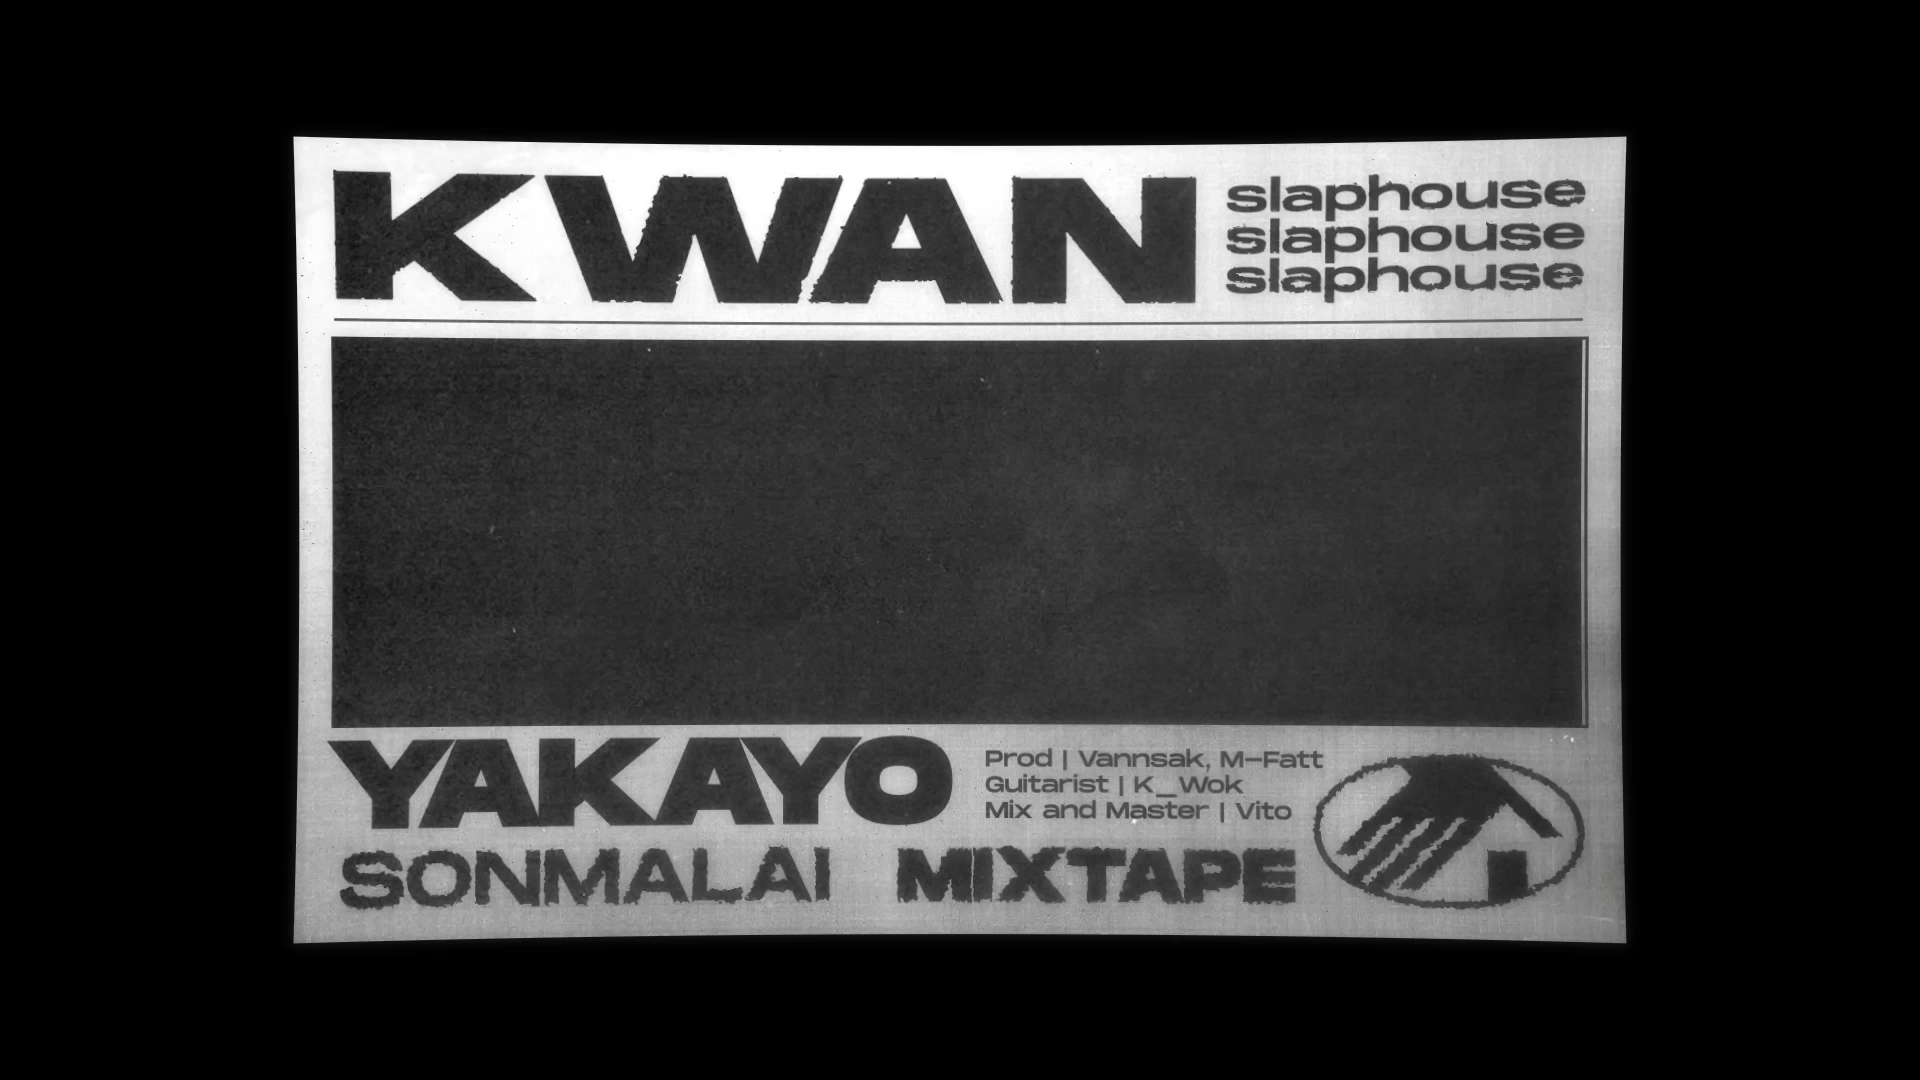 KWAN
slaphouse
slaphouse
slaphouse
YAKAYO
Prod | Vannsak, M-Fatt
Guitarist | K_Wok
Mix and Master | Vito
SONMALAI MIXTAPE